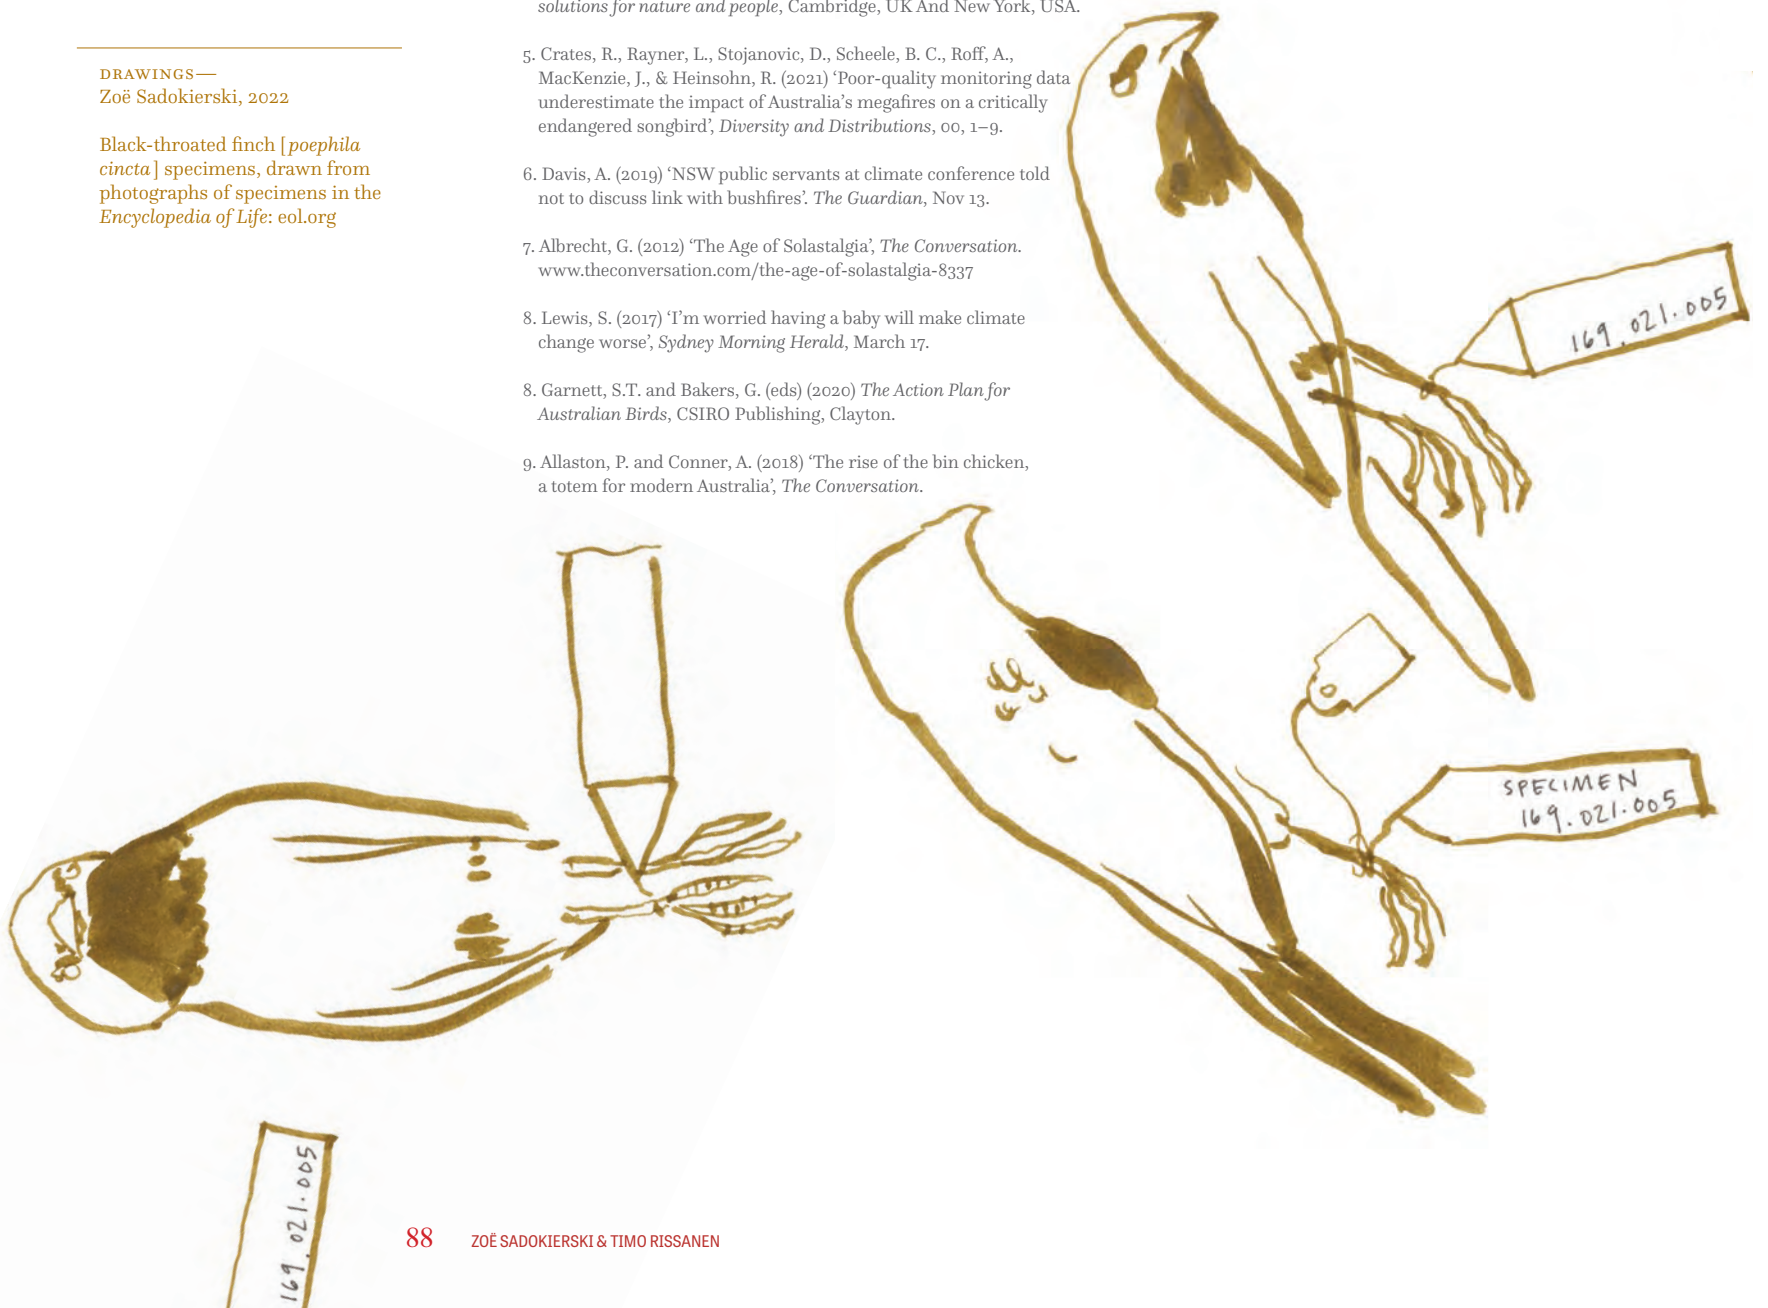 DRAWINGS—
Zoë Sadokierski, 2022
Black-throated finch [poephila
cincta] specimens, drawn from
photographs of specimens in the
Encyclopedia of Life: eol.org
solutions for nature and people, Cambridge, UK And New York, USA.
5. Crates, R., Rayner, L., Stojanovic, D., Scheele, B. C., Roff, A.,
MacKenzie, J., & Heinsohn, R. (2021) ‘Poor-quality monitoring data
underestimate the impact of Australia’s megafires on a critically
endangered songbird’, Diversity and Distributions, 00, 1–9.
6. Davis, A. (2019) ‘NSW public servants at climate conference told
not to discuss link with bushfires’. The Guardian, Nov 13.
7. Albrecht, G. (2012) ‘The Age of Solastalgia’, The Conversation.
www.theconversation.com/the-age-of-solastalgia-8337
8. Lewis, S. (2017) ‘I’m worried having a baby will make climate
change worse’, Sydney Morning Herald, March 17.
8. Garnett, S.T. and Bakers, G. (eds) (2020) The Action Plan for
Australian Birds, CSIRO Publishing, Clayton.
9. Allaston, P. and Conner, A. (2018) ‘The rise of the bin chicken,
a totem for modern Australia’, The Conversation.
169.021.005
SPECIMEN
169.021.005
169.021.005
88 ZOË SADOKIERSKI & TIMO RISSANEN